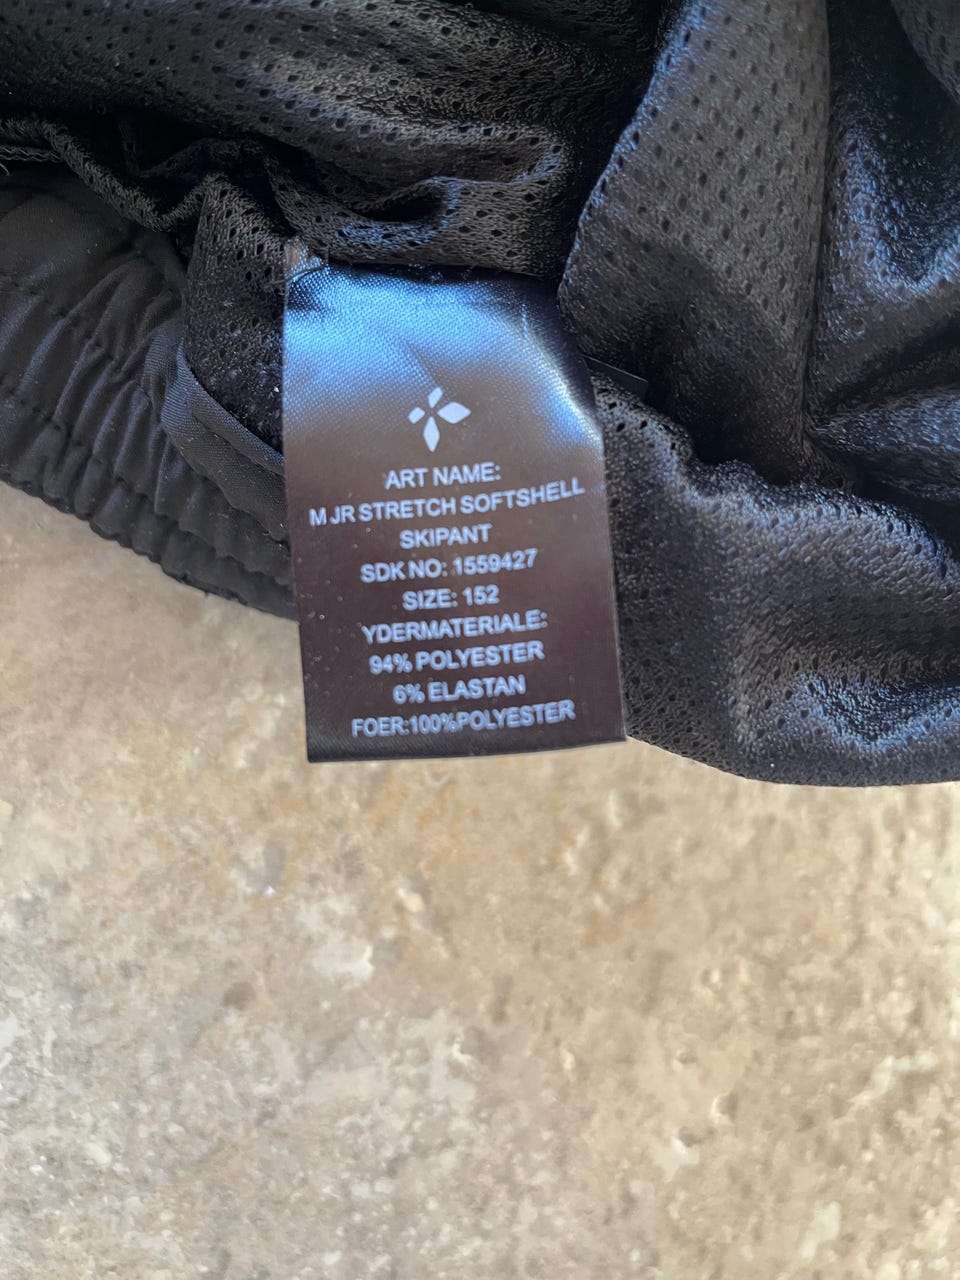 ART NAME:
M JR STRETCH SOFTSHELL
SKIPANT
SDK NO: 1559427
SIZE: 152
YDERMATERIALE:
94% POLYESTER
6% ELASTAN
FOER:100%POLYESTER